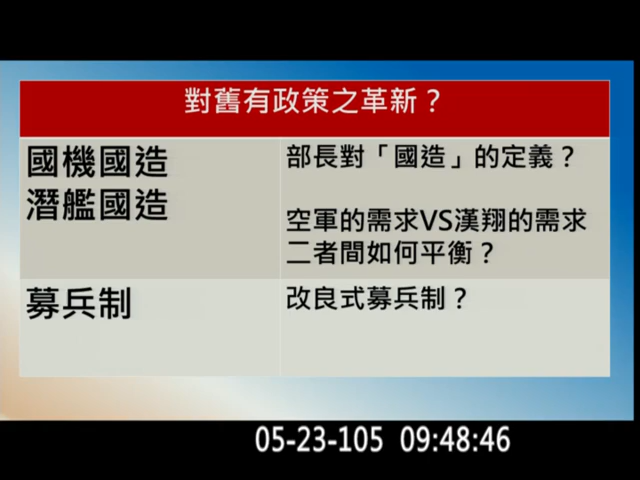 對舊有政策之革新？
國機國造
潛艦國造
部長對「國造」的定義？
空軍的需求VS漢翔的需求
二者間如何平衡？
募兵制
改良式募兵制？
05-23-105 09:48:46